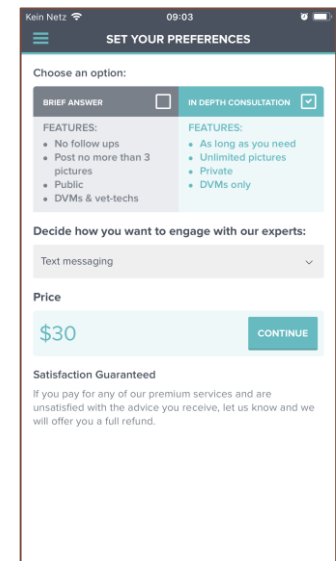 Kein Netz 09:03
SET YOUR PREFERENCES
Choose an option:
BRIEF ANSWER
FEATURES:
• No follow ups
• Post no more than 3
pictures
• Public
• DVMs & vet-techs
IN DEPTH CONSULTATION
FEATURES:
• As long as you need
• Unlimited pictures
• Private
• DVMs only
Decide how you want to engage with our experts:
Text messaging
Price
$30 CONTINUE
Satisfaction Guaranteed
If you pay for any of our premium services and are
unsatisfied with the advice you receive, let us know and we
will offer you a full refund.